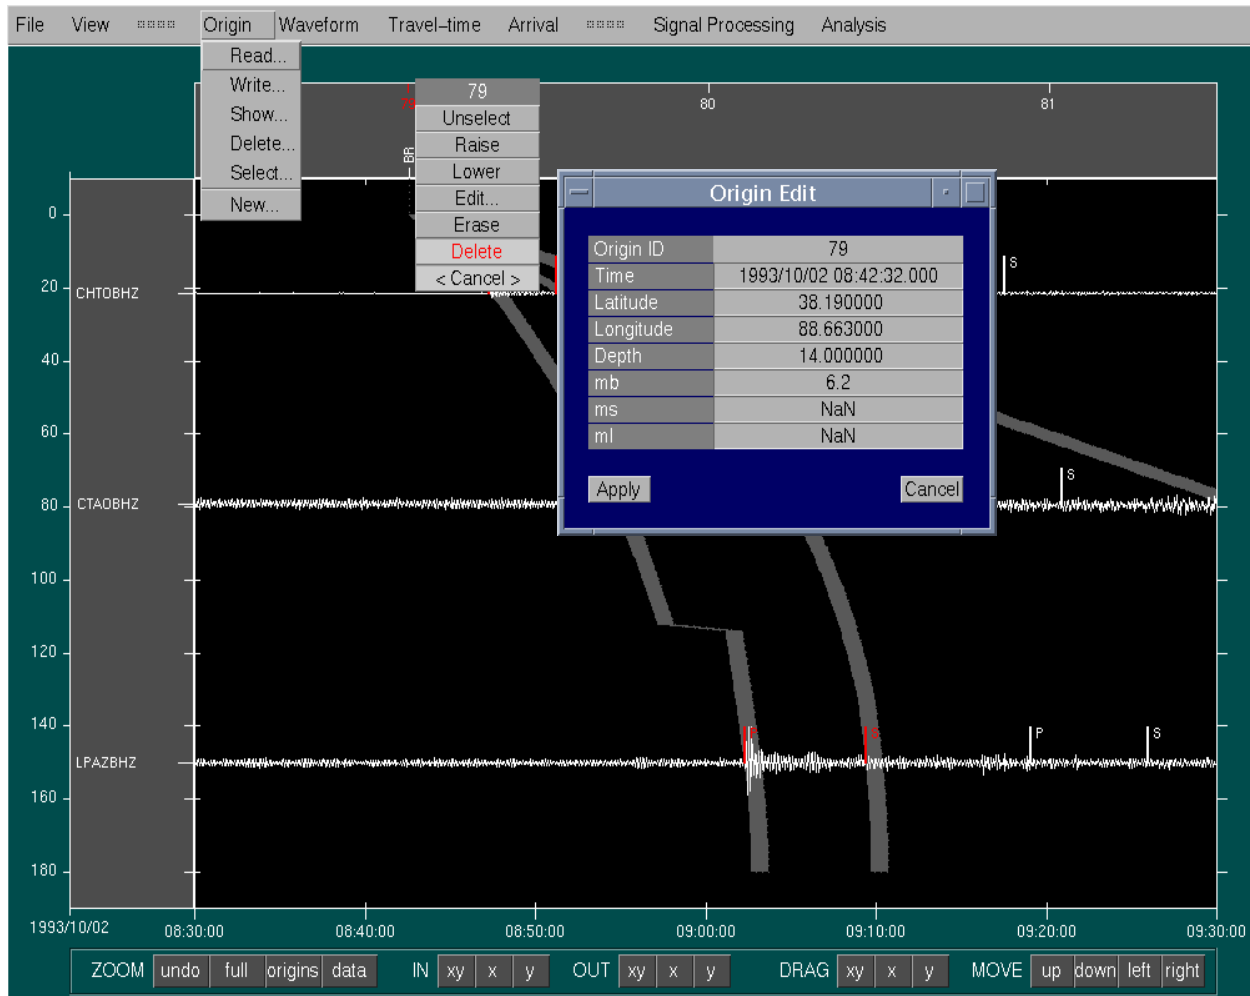 File View Origin Waveform Travel-time Arrival Signal Processing Analysis
Read...
Write...
Show...
Delete...
Select...
New...
79 80 81
BR
79
Unselect
Raise
Lower
Edit...
Erase
Delete
< Cancel >
Origin Edit
Origin ID 79
Time 1993/10/02 08:42:32.000
Latitude 38.190000
Longitude 88.663000
Depth 14.000000
mb 6.2
ms NaN
ml NaN
Apply Cancel
0
20
40
60
80
100
120
140
160
180
CHTOBHZ
S
CTAOBHZ
S
LPAZBHZ
P S P S
1993/10/02 08:30:00 08:40:00 08:50:00 09:00:00 09:10:00 09:20:00 09:30:00
ZOOM undo full origins data IN xy x y OUT xy x y DRAG xy x y MOVE up down left right